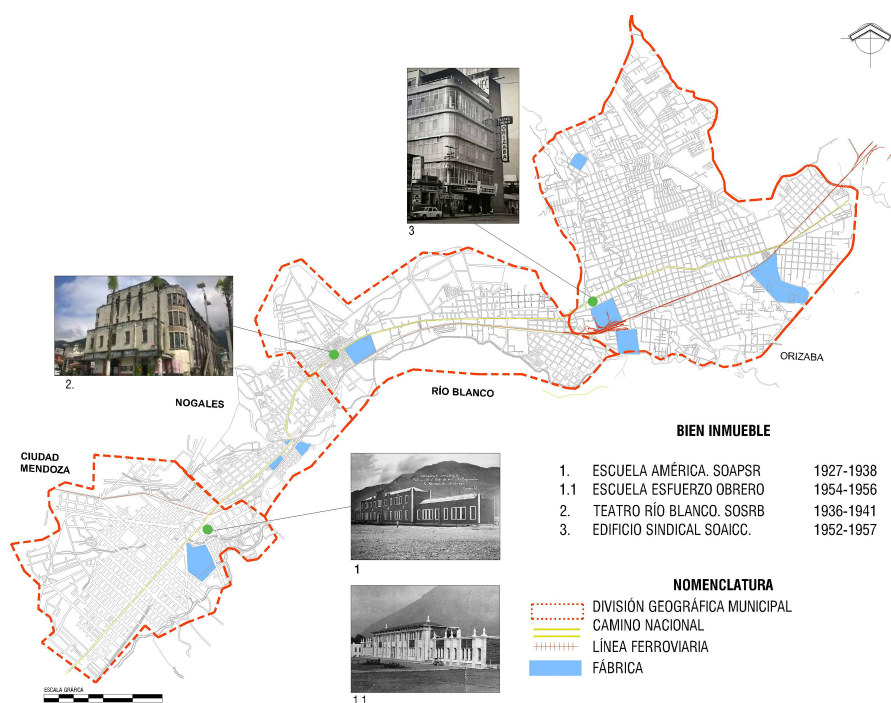 3
ORIZABA
2.
NOGALES
RÍO BLANCO
CIUDAD
MENDOZA
1
1.1
BIEN INMUEBLE
1. ESCUELA AMÉRICA. SOAPSR 1927-1938
1.1 ESCUELA ESFUERZO OBRERO 1954-1956
2. TEATRO RÍO BLANCO. SOSRB 1936-1941
3. EDIFICIO SINDICAL SOAICC. 1952-1957
NOMENCLATURA
DIVISIÓN GEOGRÁFICA MUNICIPAL
CAMINO NACIONAL
LÍNEA FERROVIARIA
FÁBRICA
ESCALA GRÁFICA